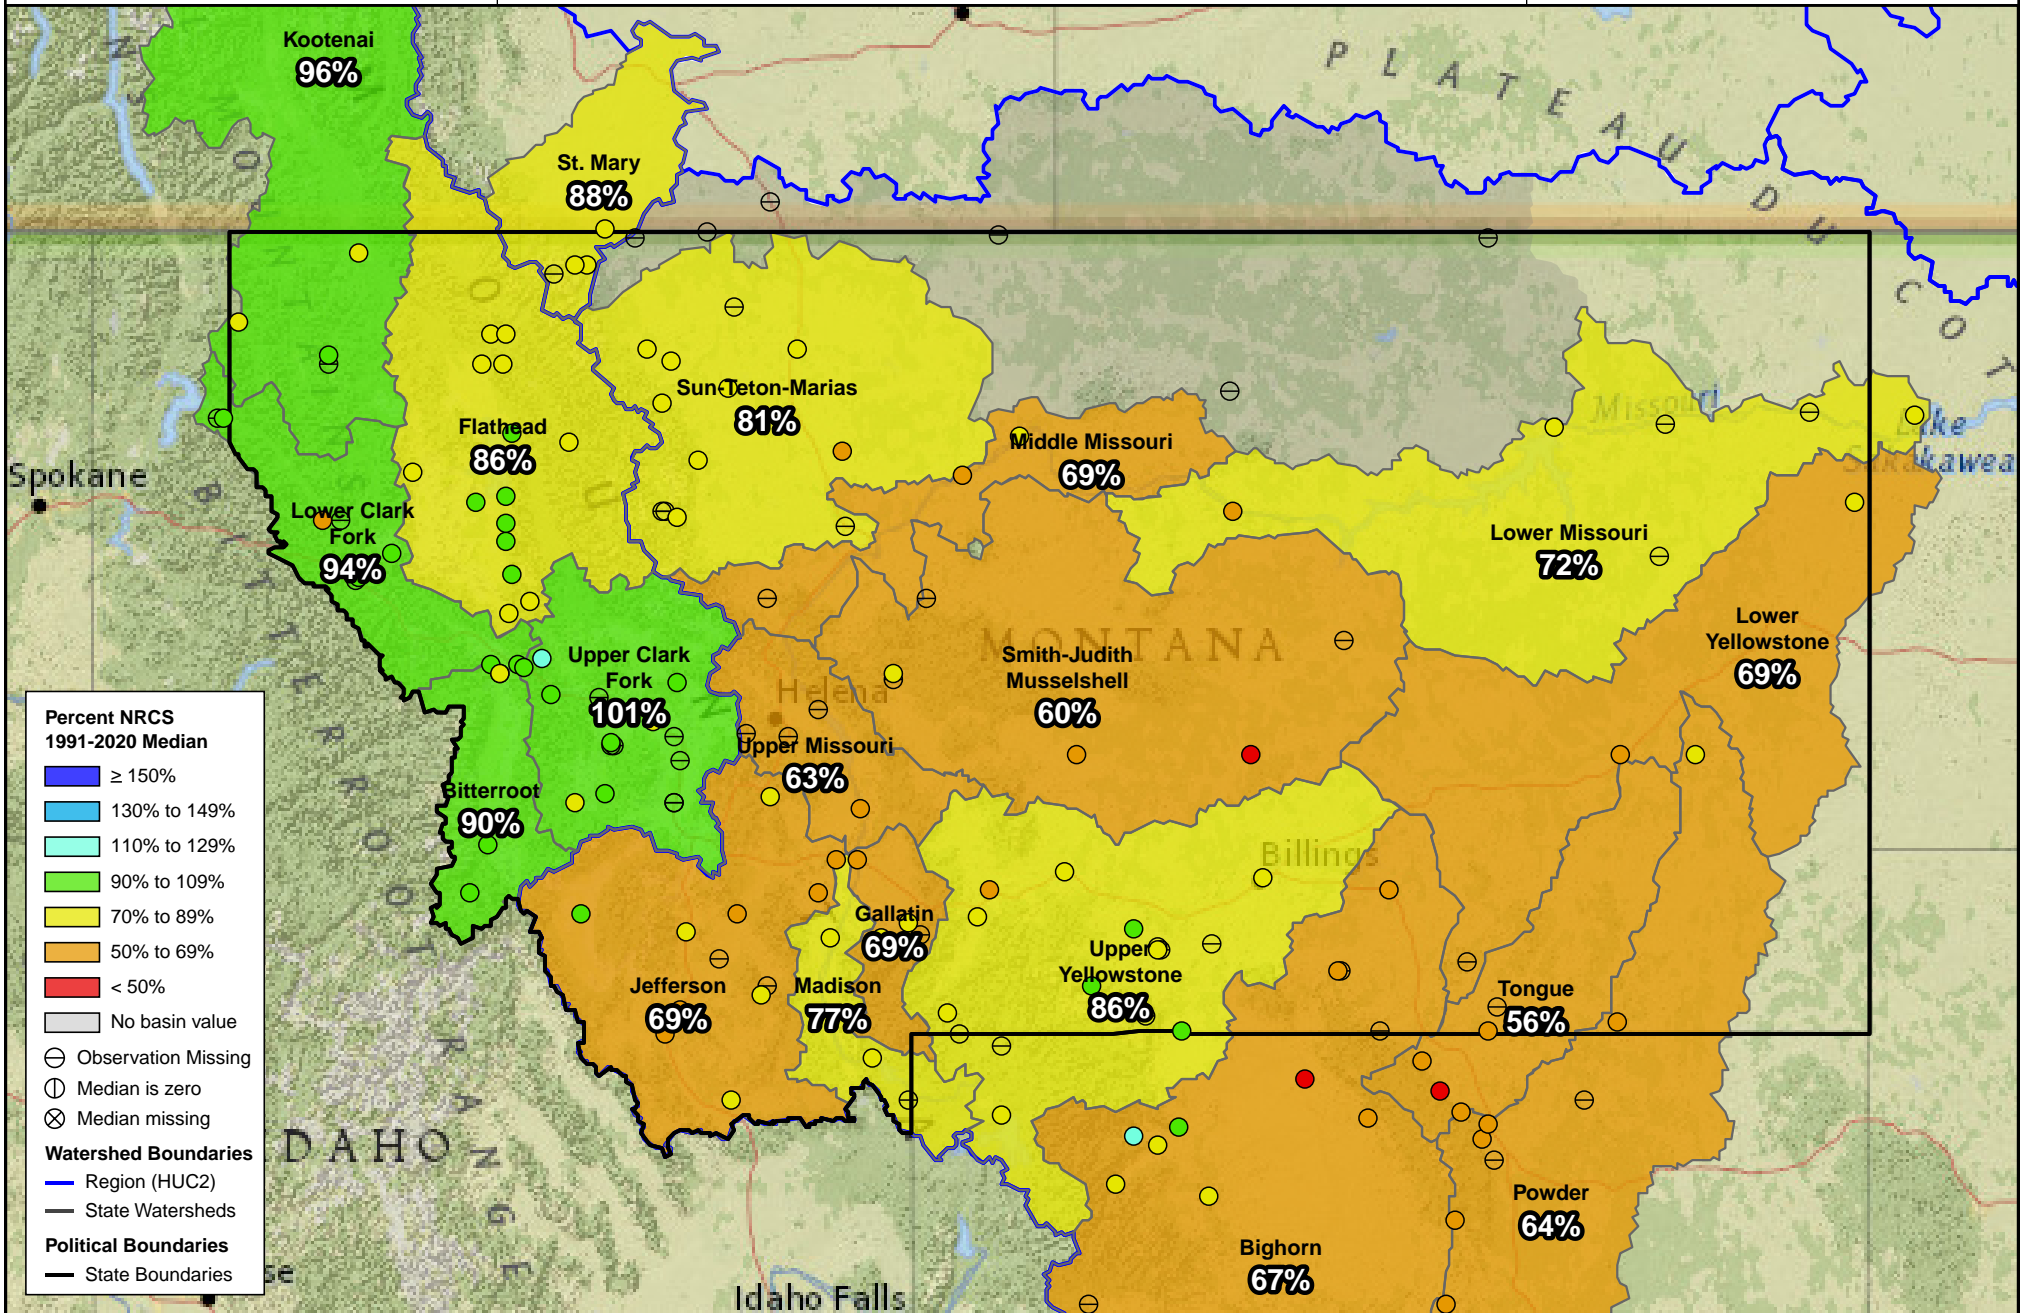 Kootenai
96%
St. Mary
88%
PLATEAU DU COT
Flathead
86%
Sun-Teton-Marias
81%
Middle Missouri
69%
Missouri
Lake
Sakakawea
Spokane
Lower Clark
Fork
94%
Lower Missouri
72%
Lower
Yellowstone
69%
MONTANA
Helena
Upper Clark
Fork
101%
Smith-Judith
Musselshell
60%
Upper Missouri
63%
Bitterroot
90%
Billings
Gallatin
69%
Jefferson
69%
Madison
77%
Upper
Yellowstone
86%
Tongue
56%
Powder
64%
Bighorn
67%
BITTERROOT RANGE
DAHO
Idaho Falls
se
Percent NRCS
1991-2020 Median
≥ 150%
130% to 149%
110% to 129%
90% to 109%
70% to 89%
50% to 69%
< 50%
No basin value
Observation Missing
Median is zero
Median missing
Watershed Boundaries
Region (HUC2)
State Watersheds
Political Boundaries
State Boundaries